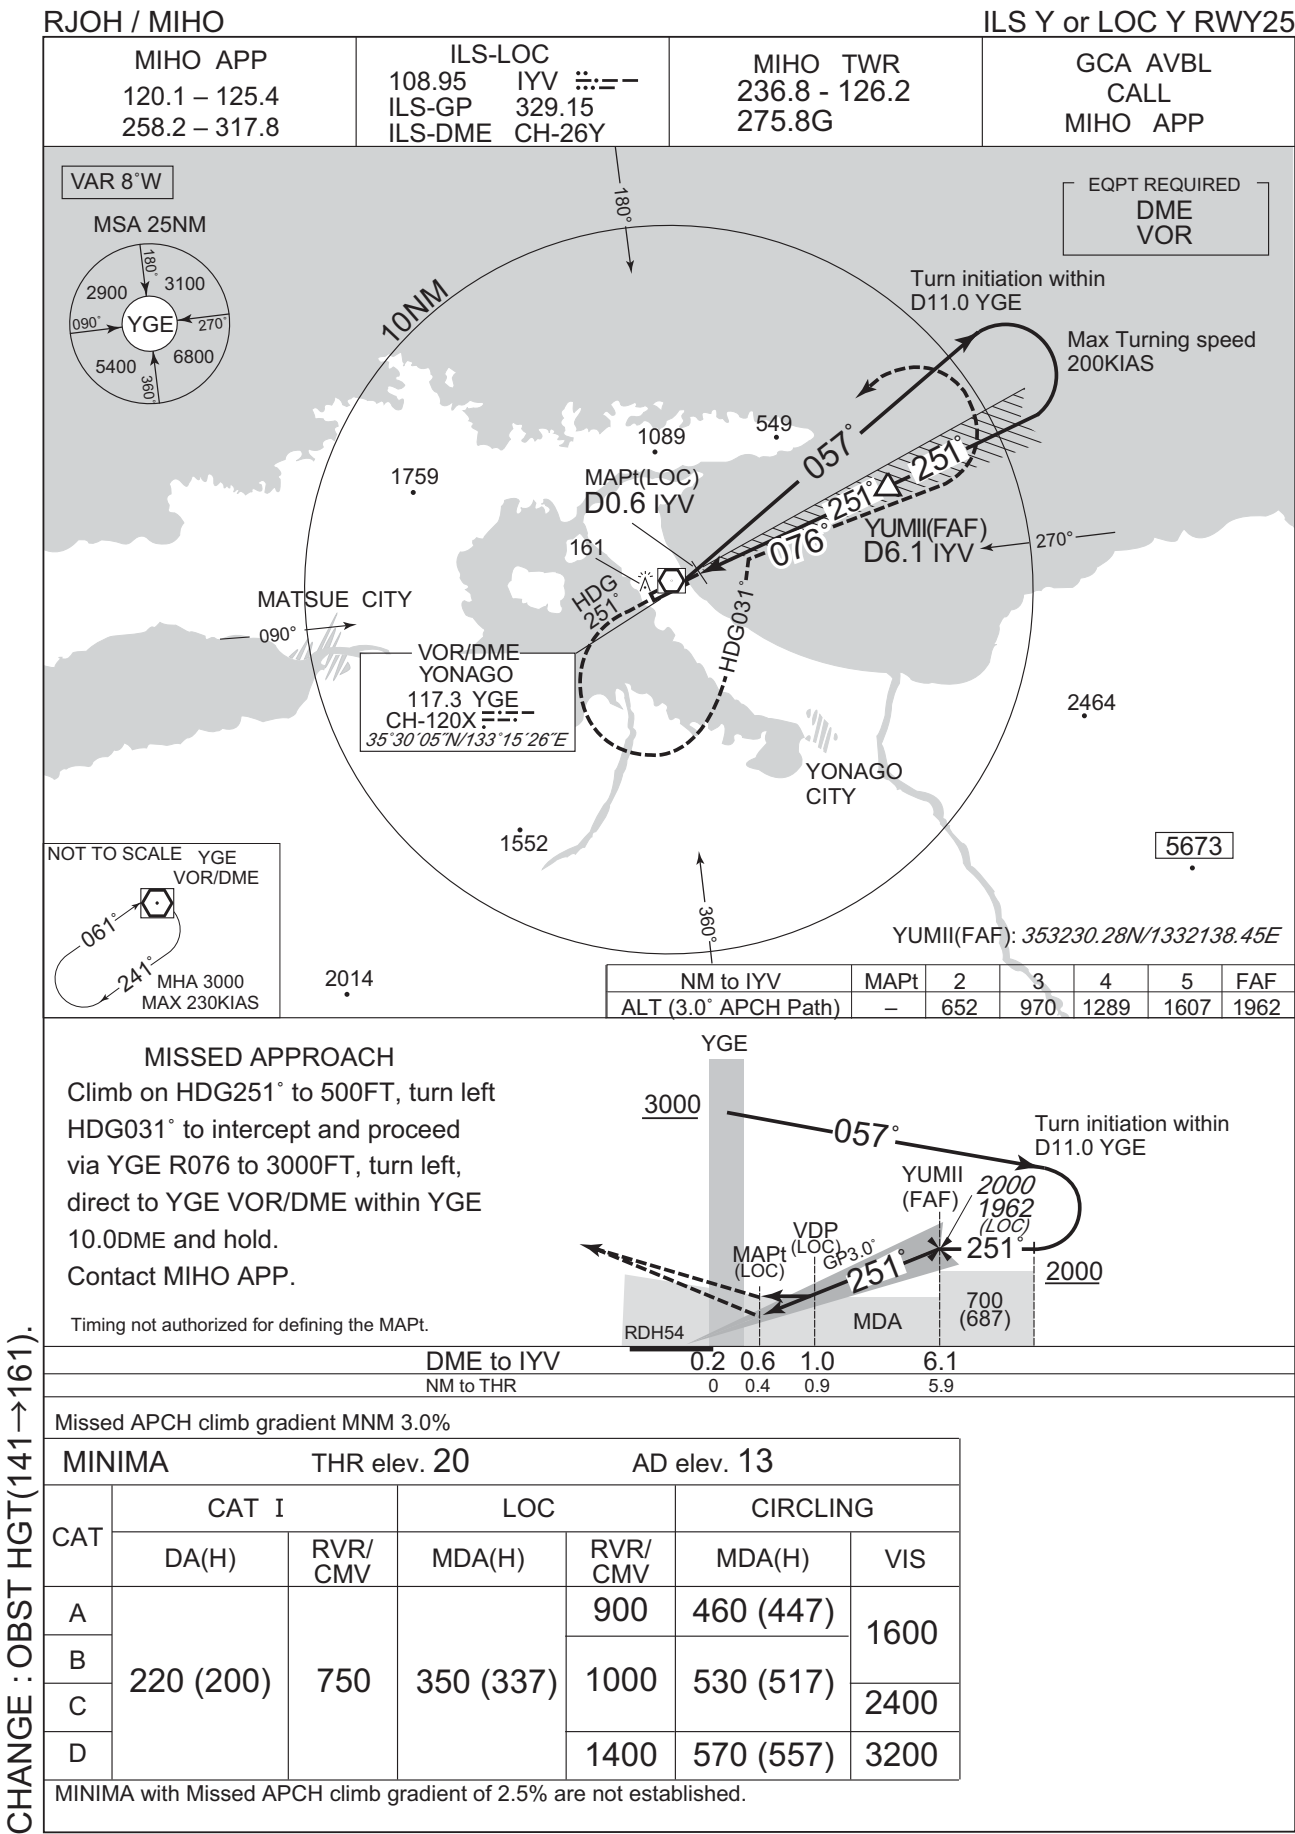 RJOH / MIHO
ILS Y or LOC Y RWY25
MIHO APP
120.1 – 125.4
258.2 – 317.8
ILS-LOC
108.95 IYV
ILS-GP 329.15
ILS-DME CH-26Y
MIHO TWR
236.8 - 126.2
275.8G
GCA AVBL
CALL
MIHO APP
VAR 8°W
MSA 25NM
180°
2900
3100
090°
YGE
270°
5400
6800
360°
180°
10NM
EQPT REQUIRED
DME
VOR
Turn initiation within
D11.0 YGE
Max Turning speed
200KIAS
549
1089
1759
MAPt(LOC)
D0.6 IYV
057°
251°
251°
076°
YUMII(FAF)
D6.1 IYV
270°
161
HDG
251°
HDG031°
MATSUE CITY
090°
VOR/DME
YONAGO
117.3 YGE
CH-120X
35°30′05″N/133°15′26″E
2464
YONAGO
CITY
1552
5673
360°
NOT TO SCALE
YGE
VOR/DME
061°
241°
MHA 3000
MAX 230KIAS
2014
YUMII(FAF): 353230.28N/1332138.45E
NM to IYV MAPt 2 3 4 5 FAF
ALT (3.0° APCH Path) – 652 970 1289 1607 1962
MISSED APPROACH
Climb on HDG251° to 500FT, turn left
HDG031° to intercept and proceed
via YGE R076 to 3000FT, turn left,
direct to YGE VOR/DME within YGE
10.0DME and hold.
Contact MIHO APP.
Timing not authorized for defining the MAPt.
YGE
3000
057°
Turn initiation within
D11.0 YGE
YUMII
(FAF)
2000
1962
(LOC)
VDP
(LOC)
MAPt
(LOC)
GP3.0°
251°
251°
2000
700
(687)
MDA
RDH54
DME to IYV 0.2 0.6 1.0 6.1
NM to THR 0 0.4 0.9 5.9
Missed APCH climb gradient MNM 3.0%
MINIMA THR elev. 20 AD elev. 13
CAT CAT I LOC CIRCLING
DA(H) RVR/CMV MDA(H) RVR/CMV MDA(H) VIS
A 900 460 (447) 1600
B 220 (200) 750 350 (337) 1000 530 (517)
C 2400
D 1400 570 (557) 3200
MINIMA with Missed APCH climb gradient of 2.5% are not established.
CHANGE : OBST HGT(141→161).